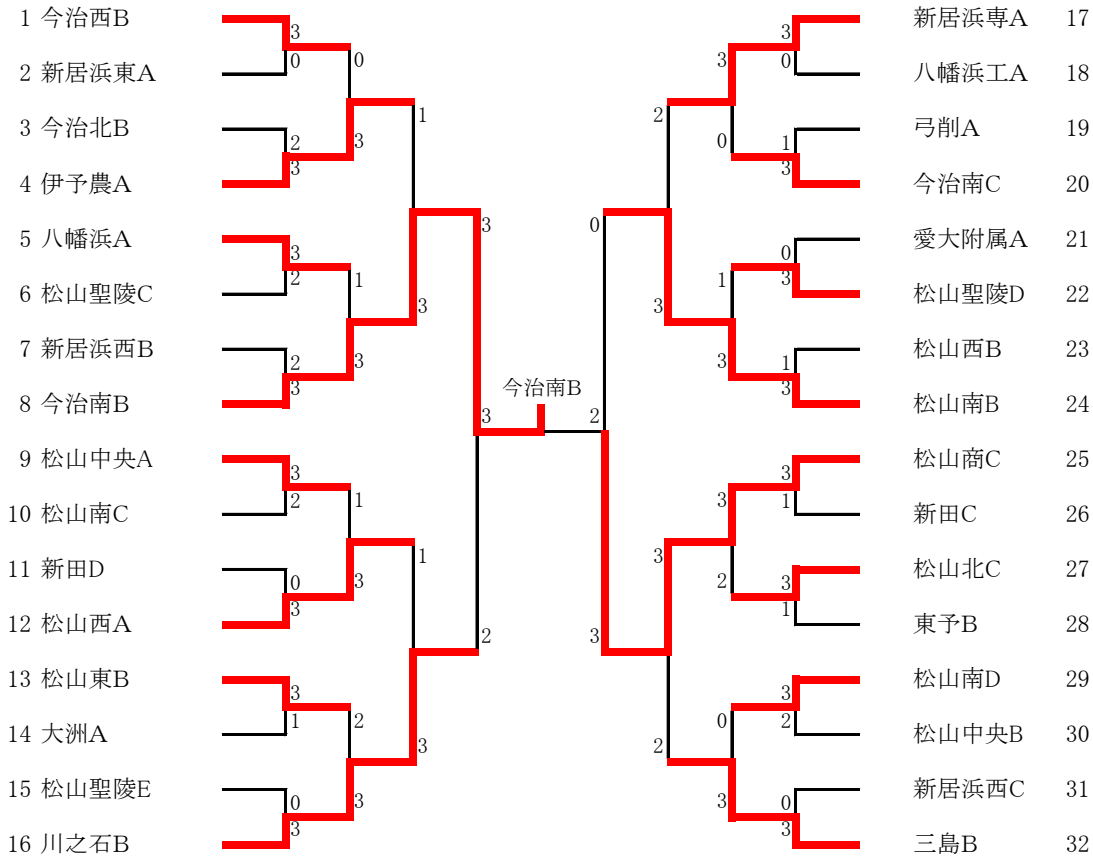 1 今治西B
3
0
0
2 新居浜東A
3 今治北B
2
3
1
3
4 伊予農A
5 八幡浜A
3
2
1
3
3
6 松山聖陵C
7 新居浜西B
2
3
3
8 今治南B
9 松山中央A
3
2
1
10 松山南C
11 新田D
0
3
3
1
12 松山西A
13 松山東B
3
1
2
2
14 大洲A
15 松山聖陵E
0
3
3
3
16 川之石B
3
今治南B
2
新居浜専A 17
3
0
3
八幡浜工A 18
弓削A 19
1
3
0
2
今治南C 20
愛大附属A 21
0
3
1
0
松山聖陵D 22
松山西B 23
1
3
3
3
松山南B 24
松山商C 25
3
1
3
新田C 26
松山北C 27
3
1
2
3
東予B 28
松山南D 29
3
2
0
3
松山中央B 30
新居浜西C 31
0
3
3
2
三島B 32